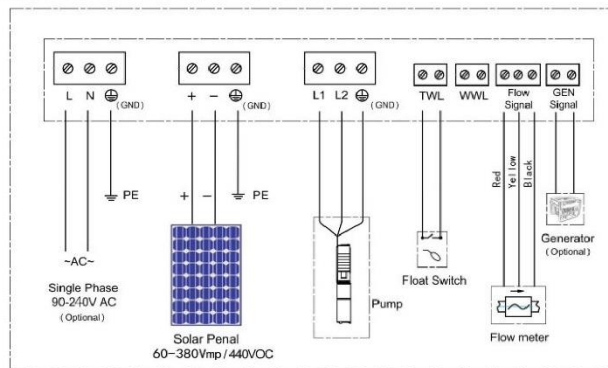 L N (GND)
+ − (GND)
L1 L2 (GND)
TWL
WWL
Flow
Signal
GEN
Signal
PE
PE
+ −
Red
Yellow
Black
~AC~
Single Phase
90-240V AC
(Optional)
Solar Penal
60-380Vmp/440VOC
Pump
Float Switch
Flow meter
Generator
(Optional)